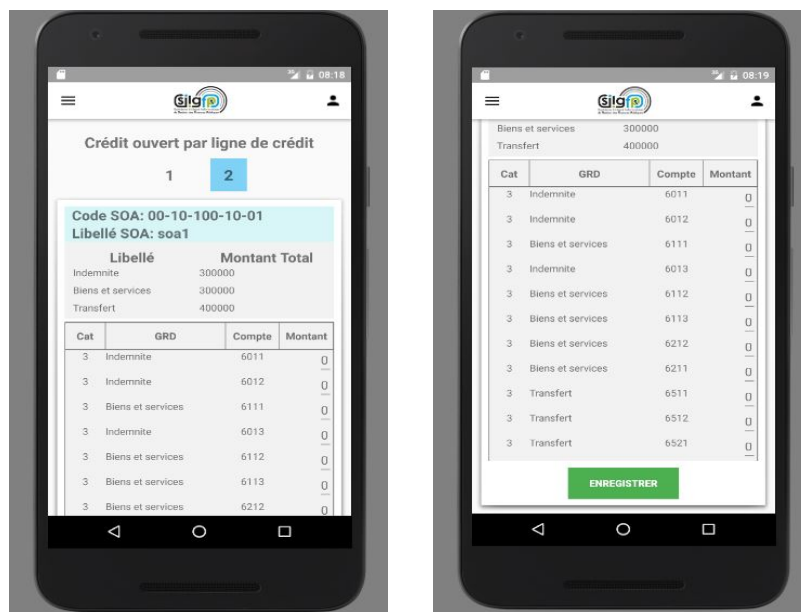 08:18
Sjlgfp
Crédit ouvert par ligne de crédit
1 2
Code SOA: 00-10-100-10-01
Libellé SOA: soa1
Libellé Montant Total
Indemnite 300000
Biens et services 300000
Transfert 400000
Cat GRD Compte Montant
3 Indemnite 6011 0
3 Indemnite 6012 0
3 Biens et services 6111 0
3 Indemnite 6013 0
3 Biens et services 6112 0
3 Biens et services 6113 0
3 Biens et services 6212 0
08:19
Sjlgfp
Biens et services 300000
Transfert 400000
Cat GRD Compte Montant
3 Indemnite 6011 0
3 Indemnite 6012 0
3 Biens et services 6111 0
3 Indemnite 6013 0
3 Biens et services 6112 0
3 Biens et services 6113 0
3 Biens et services 6212 0
3 Biens et services 6211 0
3 Transfert 6511 0
3 Transfert 6512 0
3 Transfert 6521 0
ENREGISTRER